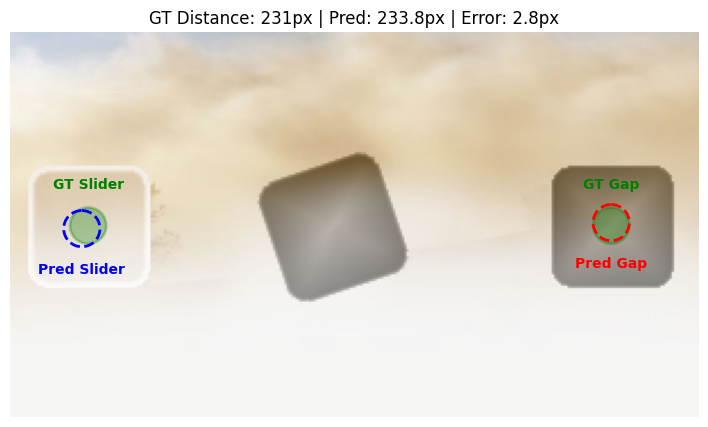 GT Distance: 231px | Pred: 233.8px | Error: 2.8px
GT Slider
GT Gap
Pred Slider
Pred Gap